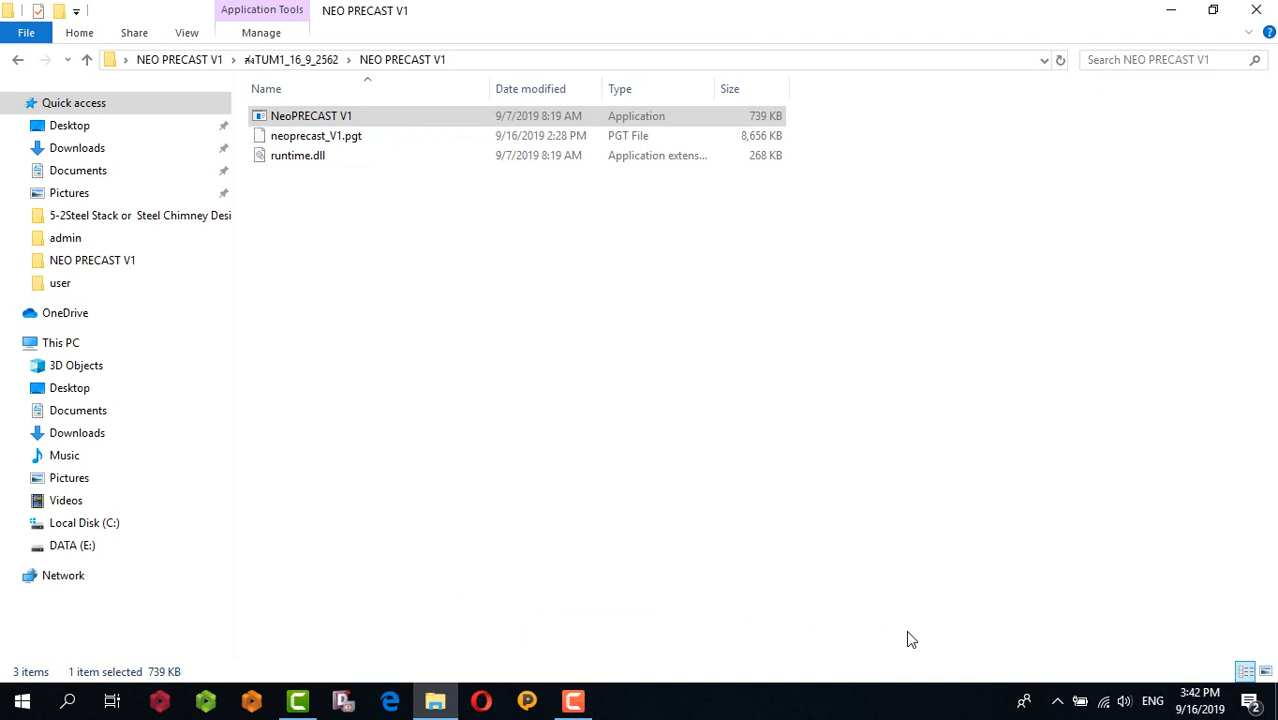 Application Tools NEO PRECAST V1
File Home Share View Manage
NEO PRECAST V1 TUM1_16_9_2562 NEO PRECAST V1 Search NEO PRECAST V1
Name Date modified Type Size
Quick access
Desktop
Downloads
Documents
Pictures
5-2Steel Stack or Steel Chimney Desi
admin
NEO PRECAST V1
user
OneDrive
This PC
3D Objects
Desktop
Documents
Downloads
Music
Pictures
Videos
Local Disk (C:)
DATA (E:)
Network
NeoPRECAST V1 9/7/2019 8:19 AM Application 739 KB
neoprecast_V1.pgt 9/16/2019 2:28 PM PGT File 8,656 KB
runtime.dll 9/7/2019 8:19 AM Application extens... 268 KB
3 items 1 item selected 739 KB
ENG 3:42 PM
9/16/2019 2